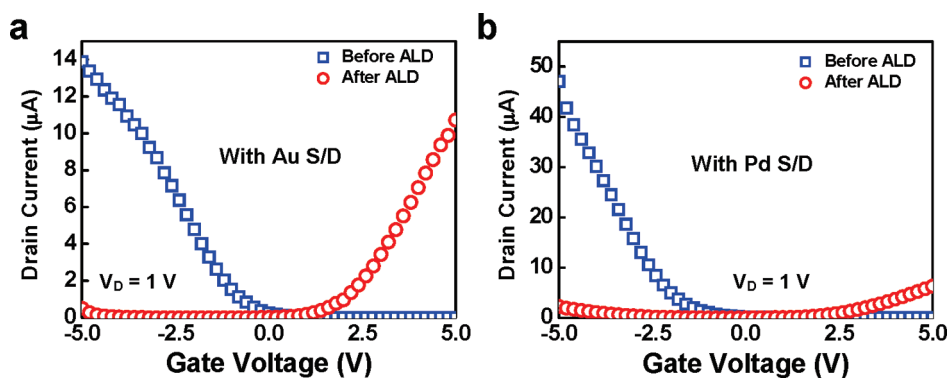 a
14
12
10
8
6
4
2
0
-5.0
-2.5
0.0
2.5
5.0
Drain Current (µA)
Gate Voltage (V)
Before ALD
After ALD
With Au S/D
V_D = 1 V
b
50
40
30
20
10
0
-5.0
-2.5
0.0
2.5
5.0
Drain Current (µA)
Gate Voltage (V)
Before ALD
After ALD
With Pd S/D
V_D = 1 V